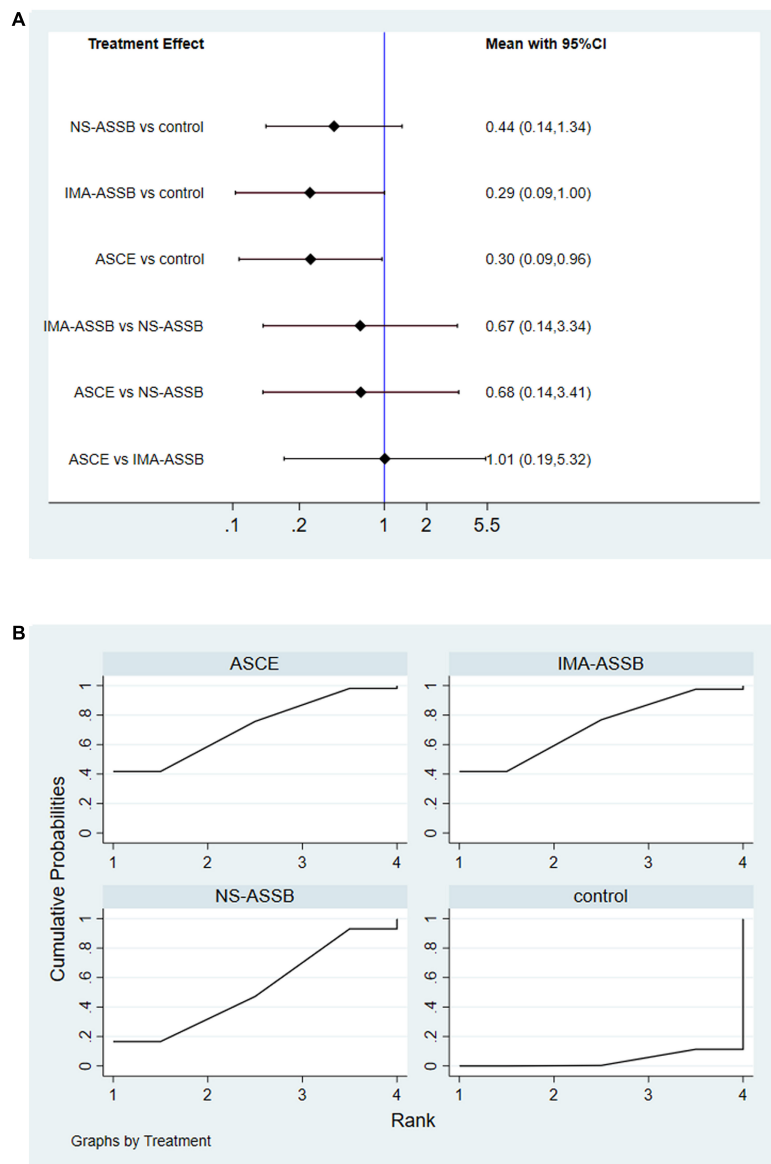 A
Treatment Effect Mean with 95%CI
NS-ASSB vs control 0.44 (0.14,1.34)
IMA-ASSB vs control 0.29 (0.09,1.00)
ASCE vs control 0.30 (0.09,0.96)
IMA-ASSB vs NS-ASSB 0.67 (0.14,3.34)
ASCE vs NS-ASSB 0.68 (0.14,3.41)
ASCE vs IMA-ASSB 1.01 (0.19,5.32)
.1 .2 1 2 5.5
B
Cumulative Probabilities
ASCE
1
.8
.6
.4
.2
0
1 2 3 4
IMA-ASSB
1
.8
.6
.4
.2
0
1 2 3 4
NS-ASSB
1
.8
.6
.4
.2
0
1 2 3 4
control
1
.8
.6
.4
.2
0
1 2 3 4
Rank
Graphs by Treatment